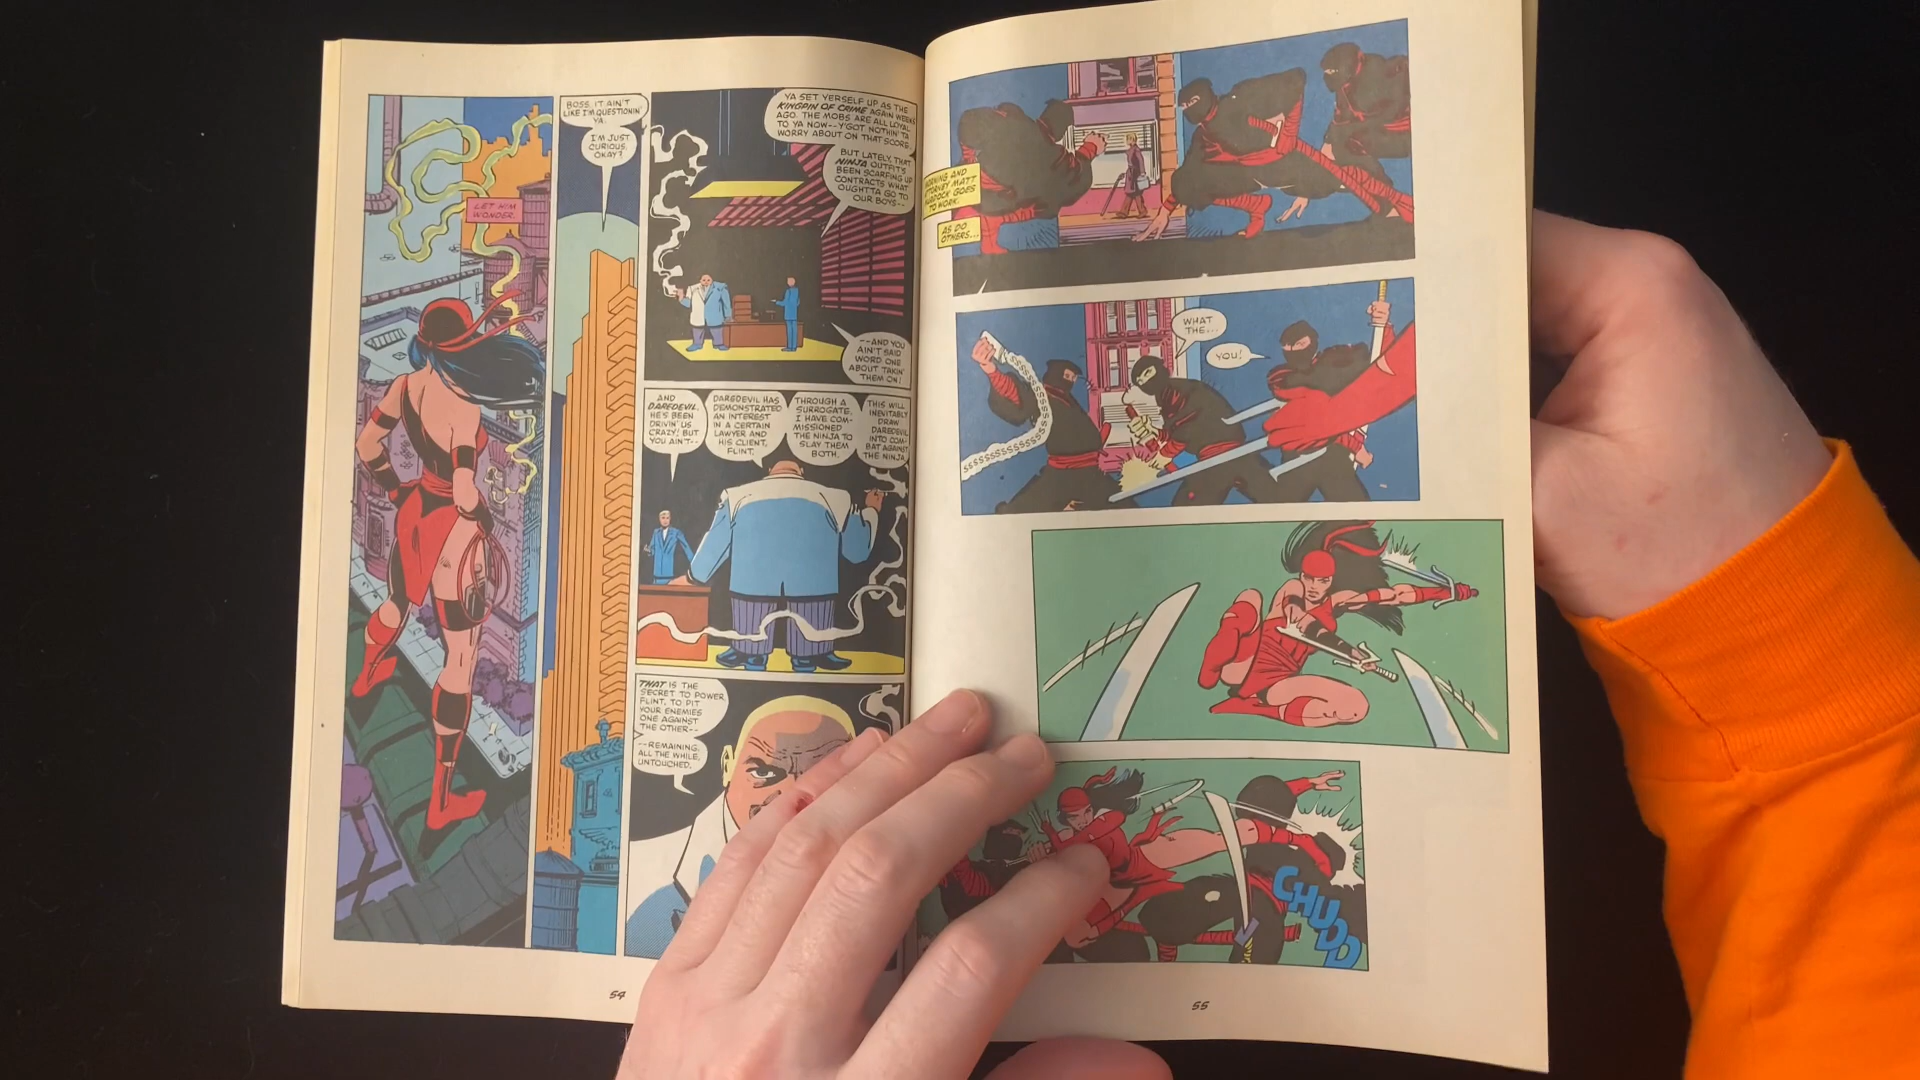 LET HIM
WONDER.
BOSS, IT AIN'T
LIKE I'M QUESTIONIN'
YA.
I'M JUST
CURIOUS,
OKAY?
YA SET YERSELF UP AS THE
KINGPIN OF CRIME AGAIN WEEKS
AGO. THE MOBS ARE ALL LOYAL
TO YA NOW--Y'GOT NOTHIN' TA
WORRY ABOUT ON THAT SCORE.
BUT LATELY, THAT
NINJA OUTFIT'S
BEEN SCARFING UP
CONTRACTS WHAT
OUGHTTA GO TO
OUR BOYS--
--AND YOU
AIN'T SAID
WORD ONE
ABOUT TAKIN'
THEM ON!
AND
DAREDEVIL.
HE'S BEEN
DRIVIN' US
CRAZY! BUT
YOU AIN'T--
DAREDEVIL HAS
DEMONSTRATED
AN INTEREST
IN A CERTAIN
LAWYER AND
HIS CLIENT,
FLINT.
THROUGH A
SURROGATE,
I HAVE COM-
MISSIONED
THE NINJA TO
SLAY THEM
BOTH.
THIS WILL
INEVITABLY
DRAW
DAREDEVIL
INTO COM-
BAT AGAINST
THE NINJA.
THAT IS THE
SECRET TO POWER,
FLINT. TO PIT
YOUR ENEMIES
ONE AGAINST
THE OTHER--
--REMAINING,
ALL THE WHILE,
UNTOUCHED.
54
AND
MATT
GOES
TO WORK.
AS DO
OTHERS...
WHAT
THE...
YOU!
SSSSSSSSSSSSSSSSSS
CHUDD
55